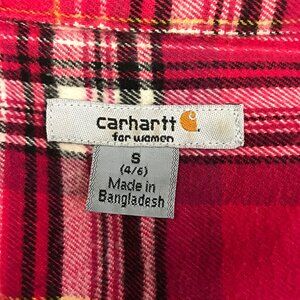 carhartt
for women
S
(4/6)
Made in
Bangladesh